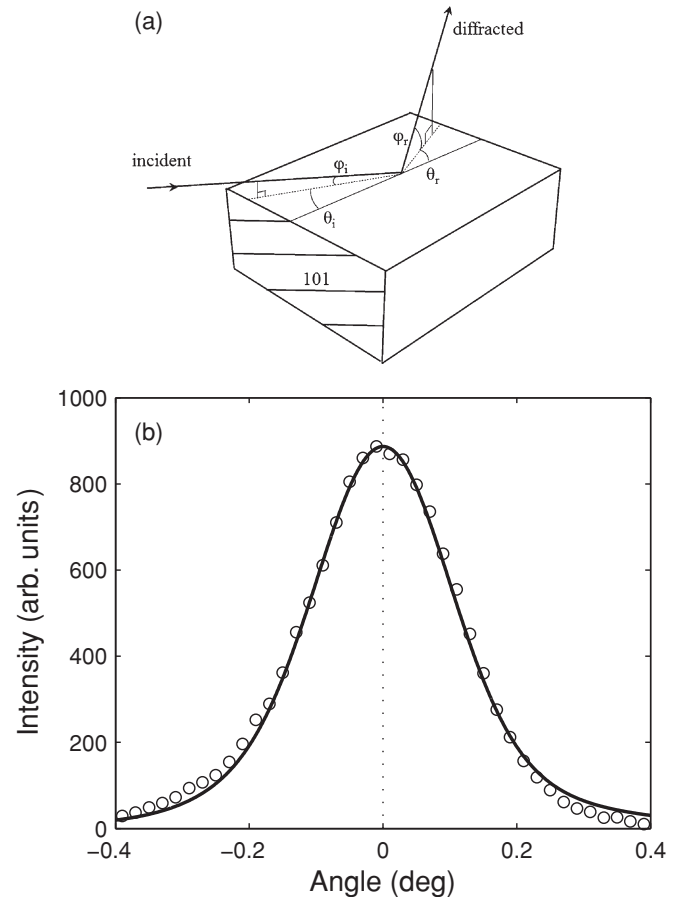 (a)
diffracted
incident
φi
φr
θr
θi
101
(b)
1000
800
600
400
200
0
Intensity (arb. units)
−0.4
−0.2
0
0.2
0.4
Angle (deg)